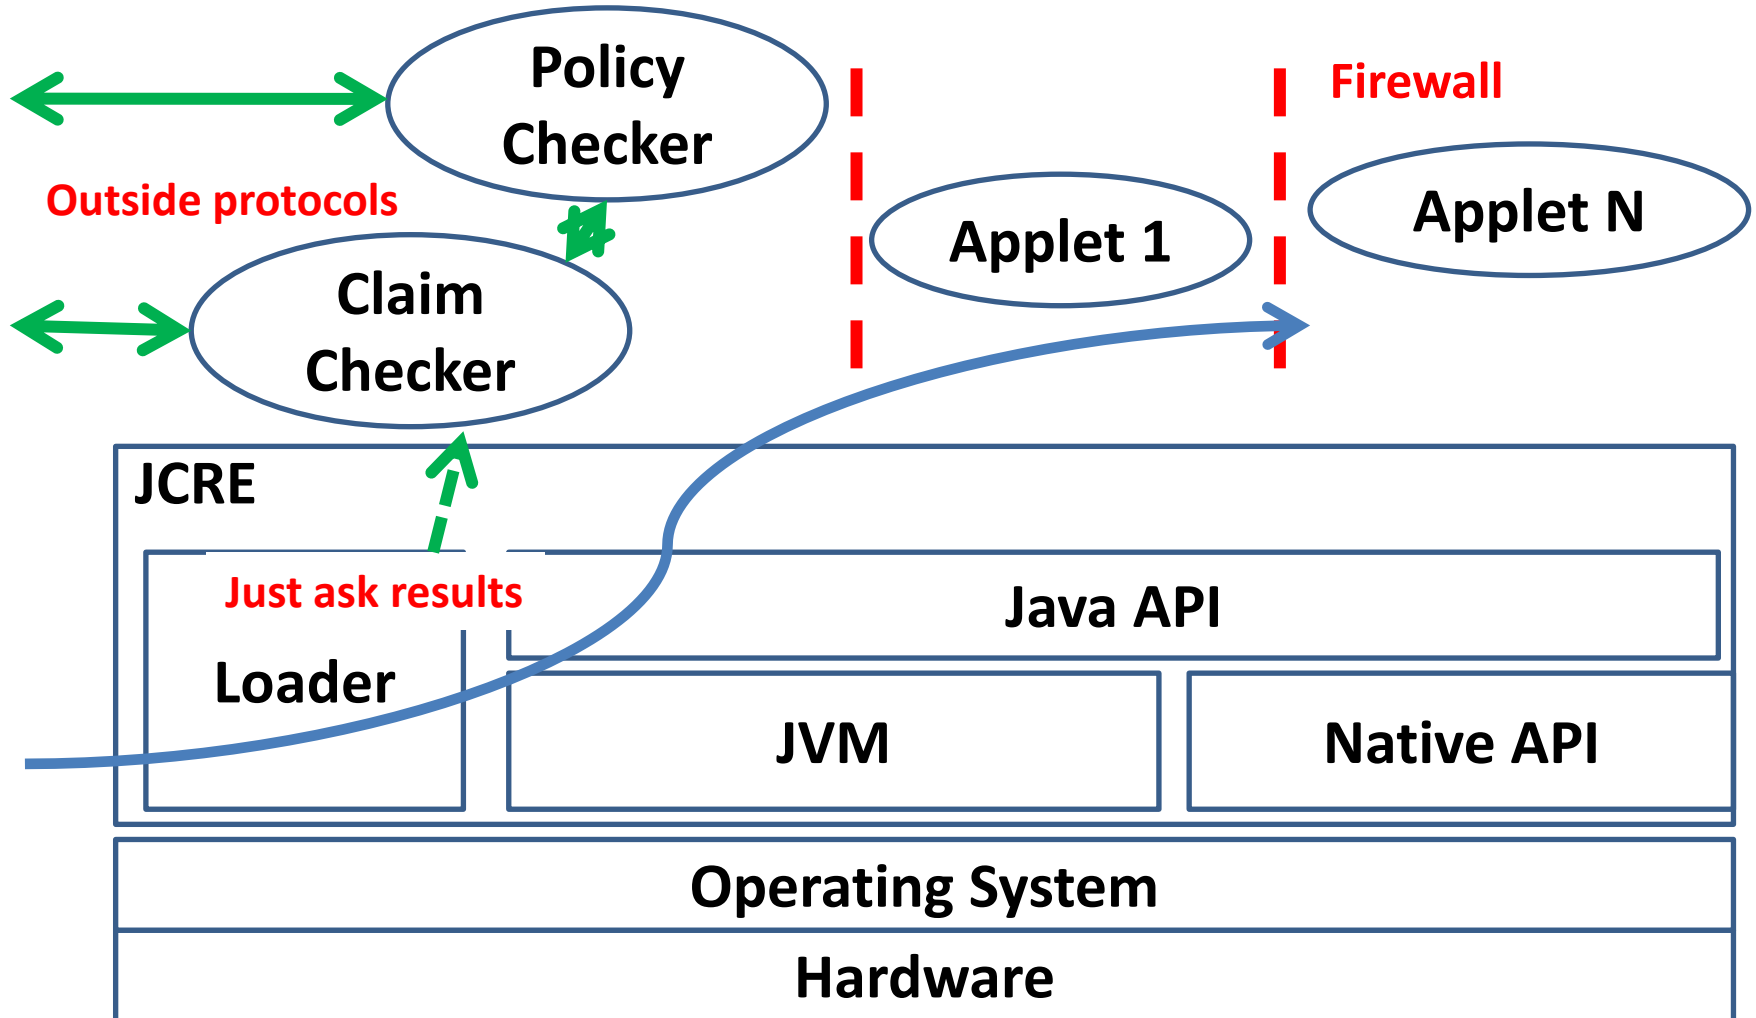 Policy
Checker
Firewall
Outside protocols
Applet 1
Applet N
Claim
Checker
JCRE
Just ask results
Java API
Loader
JVM
Native API
Operating System
Hardware